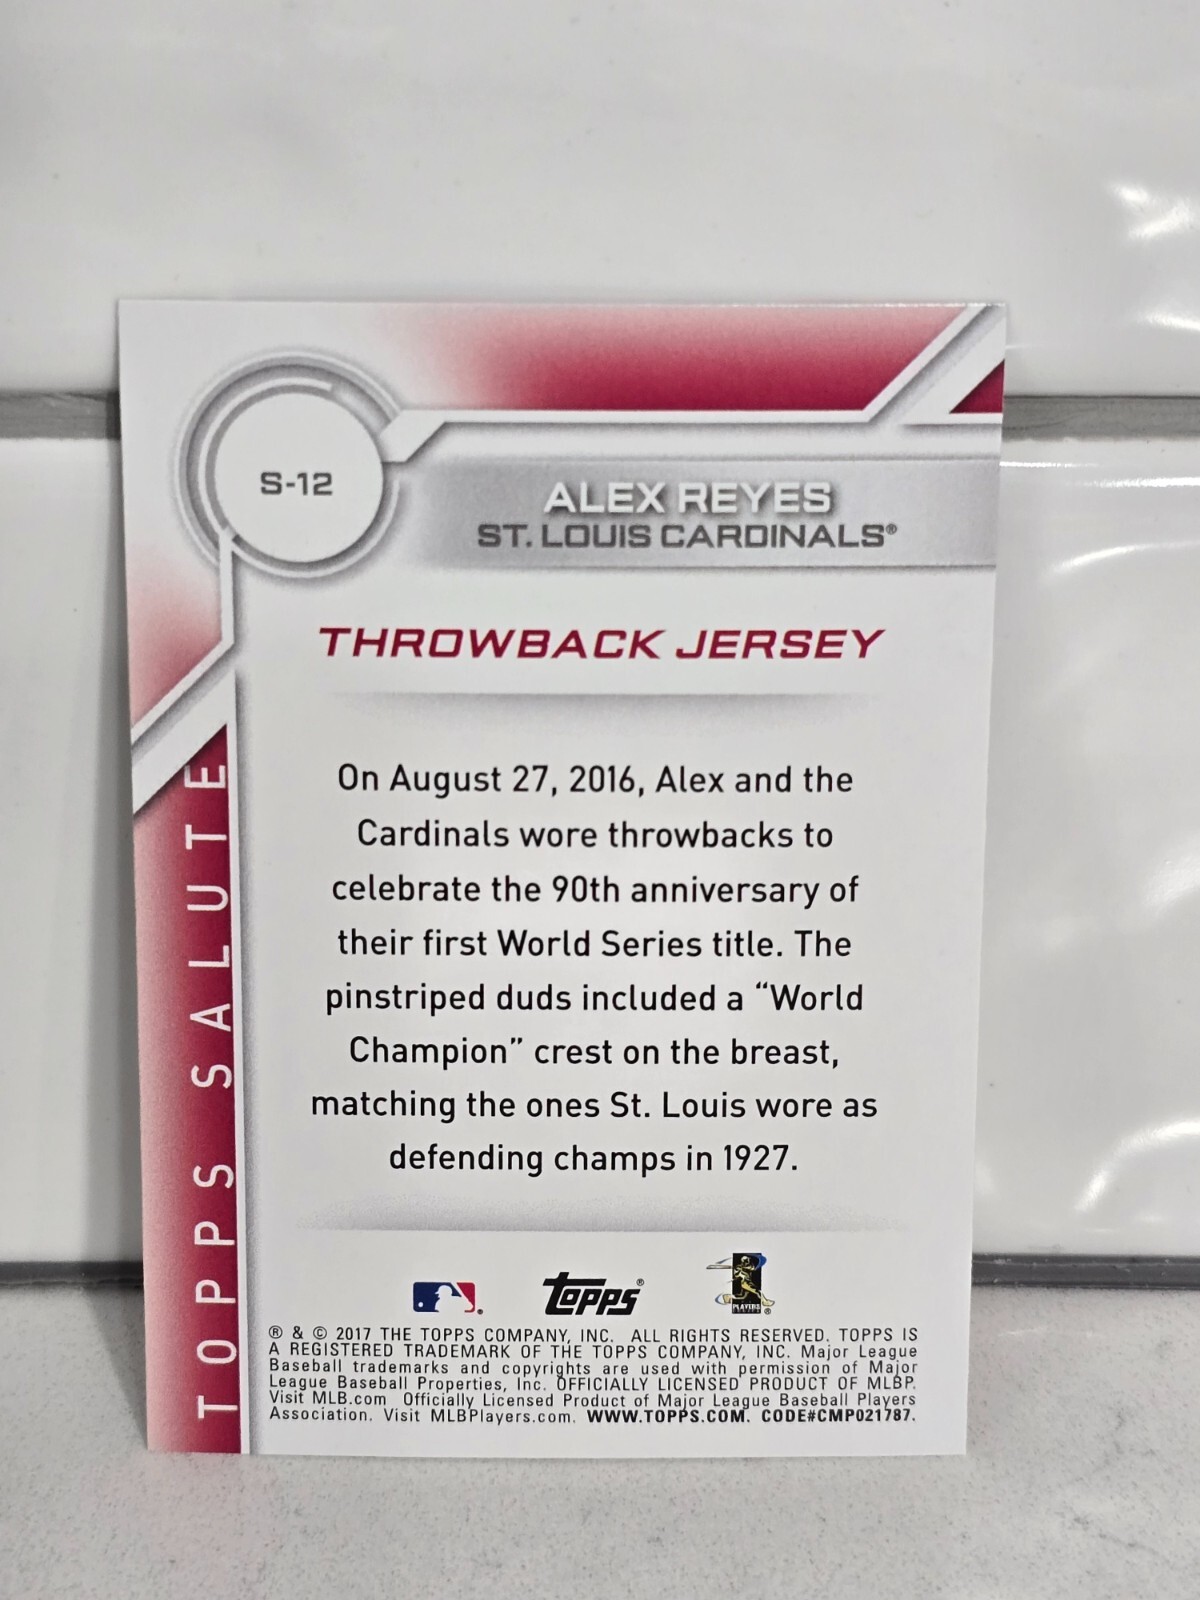 S-12
ALEX REYES
ST. LOUIS CARDINALS®
THROWBACK JERSEY
On August 27, 2016, Alex and the
Cardinals wore throwbacks to
celebrate the 90th anniversary of
their first World Series title. The
pinstriped duds included a “World
Champion” crest on the breast,
matching the ones St. Louis wore as
defending champs in 1927.
TOPPS SALUTE
Topps®
PLAYERS
® & © 2017 THE TOPPS COMPANY, INC. ALL RIGHTS RESERVED. TOPPS IS
A REGISTERED TRADEMARK OF THE TOPPS COMPANY, INC. Major League
Baseball trademarks and copyrights are used with permission of Major
League Baseball Properties, Inc. OFFICIALLY LICENSED PRODUCT OF MLBP.
Visit MLB.com Officially Licensed Product of Major League Baseball Players
Association. Visit MLBPlayers.com. WWW.TOPPS.COM. CODE#CMP021787.